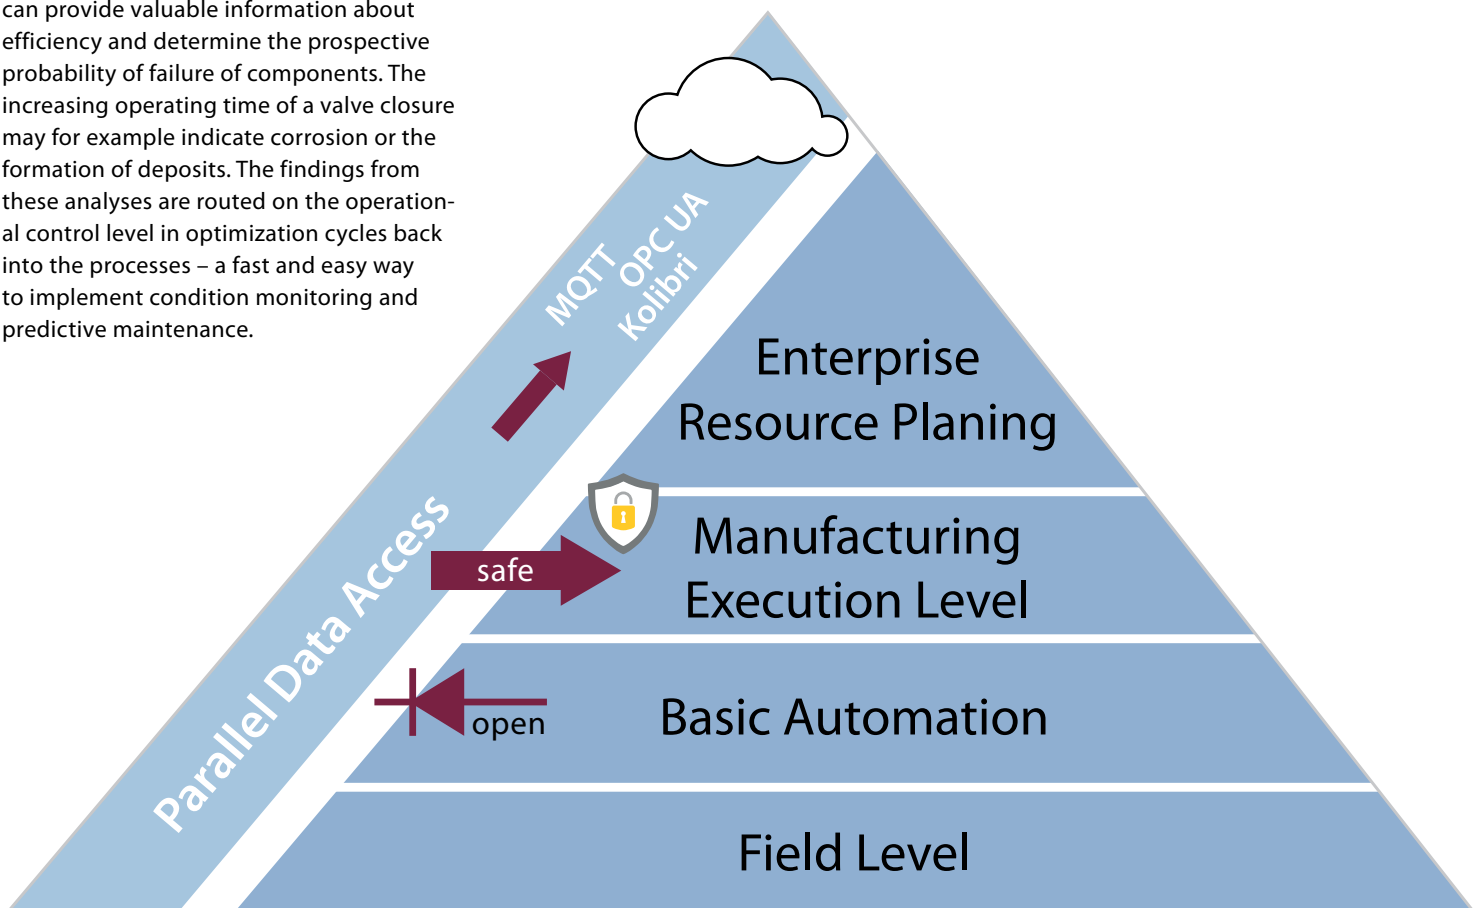 can provide valuable information about
efficiency and determine the prospective
probability of failure of components. The
increasing operating time of a valve closure
may for example indicate corrosion or the
formation of deposits. The findings from
these analyses are routed on the operation-
al control level in optimization cycles back
into the processes – a fast and easy way
to implement condition monitoring and
predictive maintenance.
MQTT
OPC UA
Kolibri
Parallel Data Access
Enterprise
Resource Planing
Manufacturing
Execution Level
safe
Basic Automation
open
Field Level